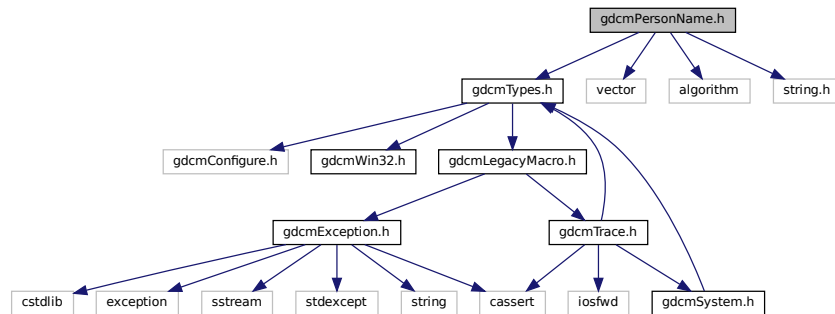 gdcmPersonName.h
gdcmTypes.h
vector
algorithm
string.h
gdcmConfigure.h
gdcmWin32.h
gdcmLegacyMacro.h
gdcmException.h
gdcmTrace.h
cstdlib
exception
sstream
stdexcept
string
cassert
iosfwd
gdcmSystem.h